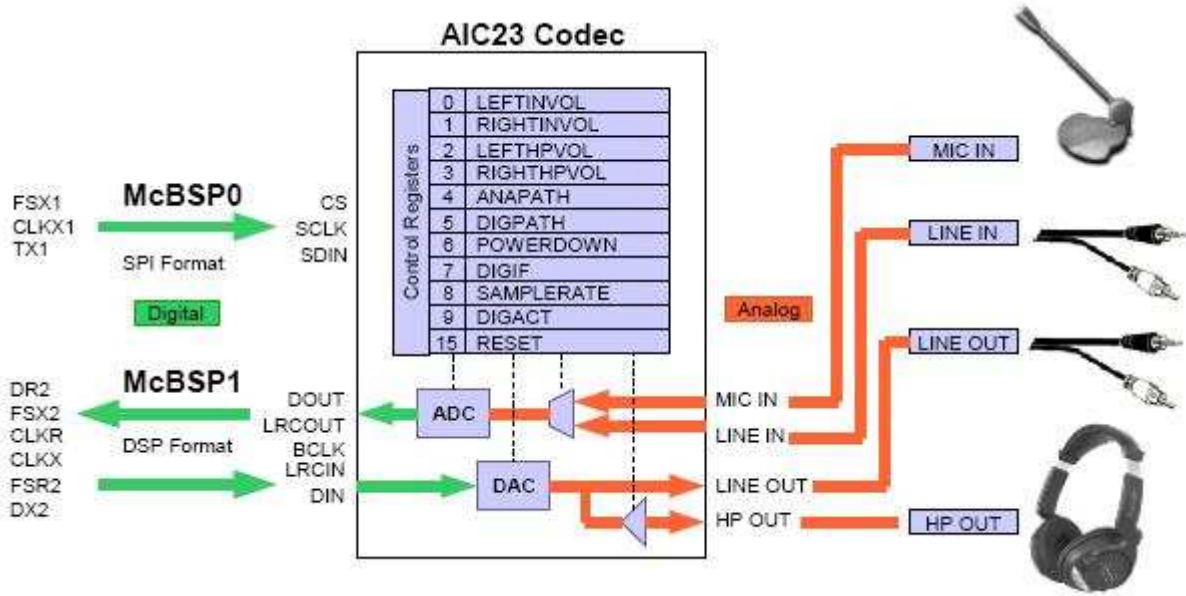 AIC23 Codec
Control Registers
0 LEFTINVOL
1 RIGHTINVOL
2 LEFTHPVOL
3 RIGHTHPVOL
4 ANAPATH
5 DIGPATH
6 POWERDOWN
7 DIGIF
8 SAMPLERATE
9 DIGACT
15 RESET
McBSP0
FSX1
CLKX1
TX1
SPI Format
CS
SCLK
SDIN
Digital
Analog
McBSP1
DR2
FSX2
CLKR
CLKX
FSR2
DX2
DSP Format
DOUT
LRCOUT
BCLK
LRCIN
DIN
ADC
DAC
MIC IN
LINE IN
LINE OUT
HP OUT
MIC IN
LINE IN
LINE OUT
HP OUT